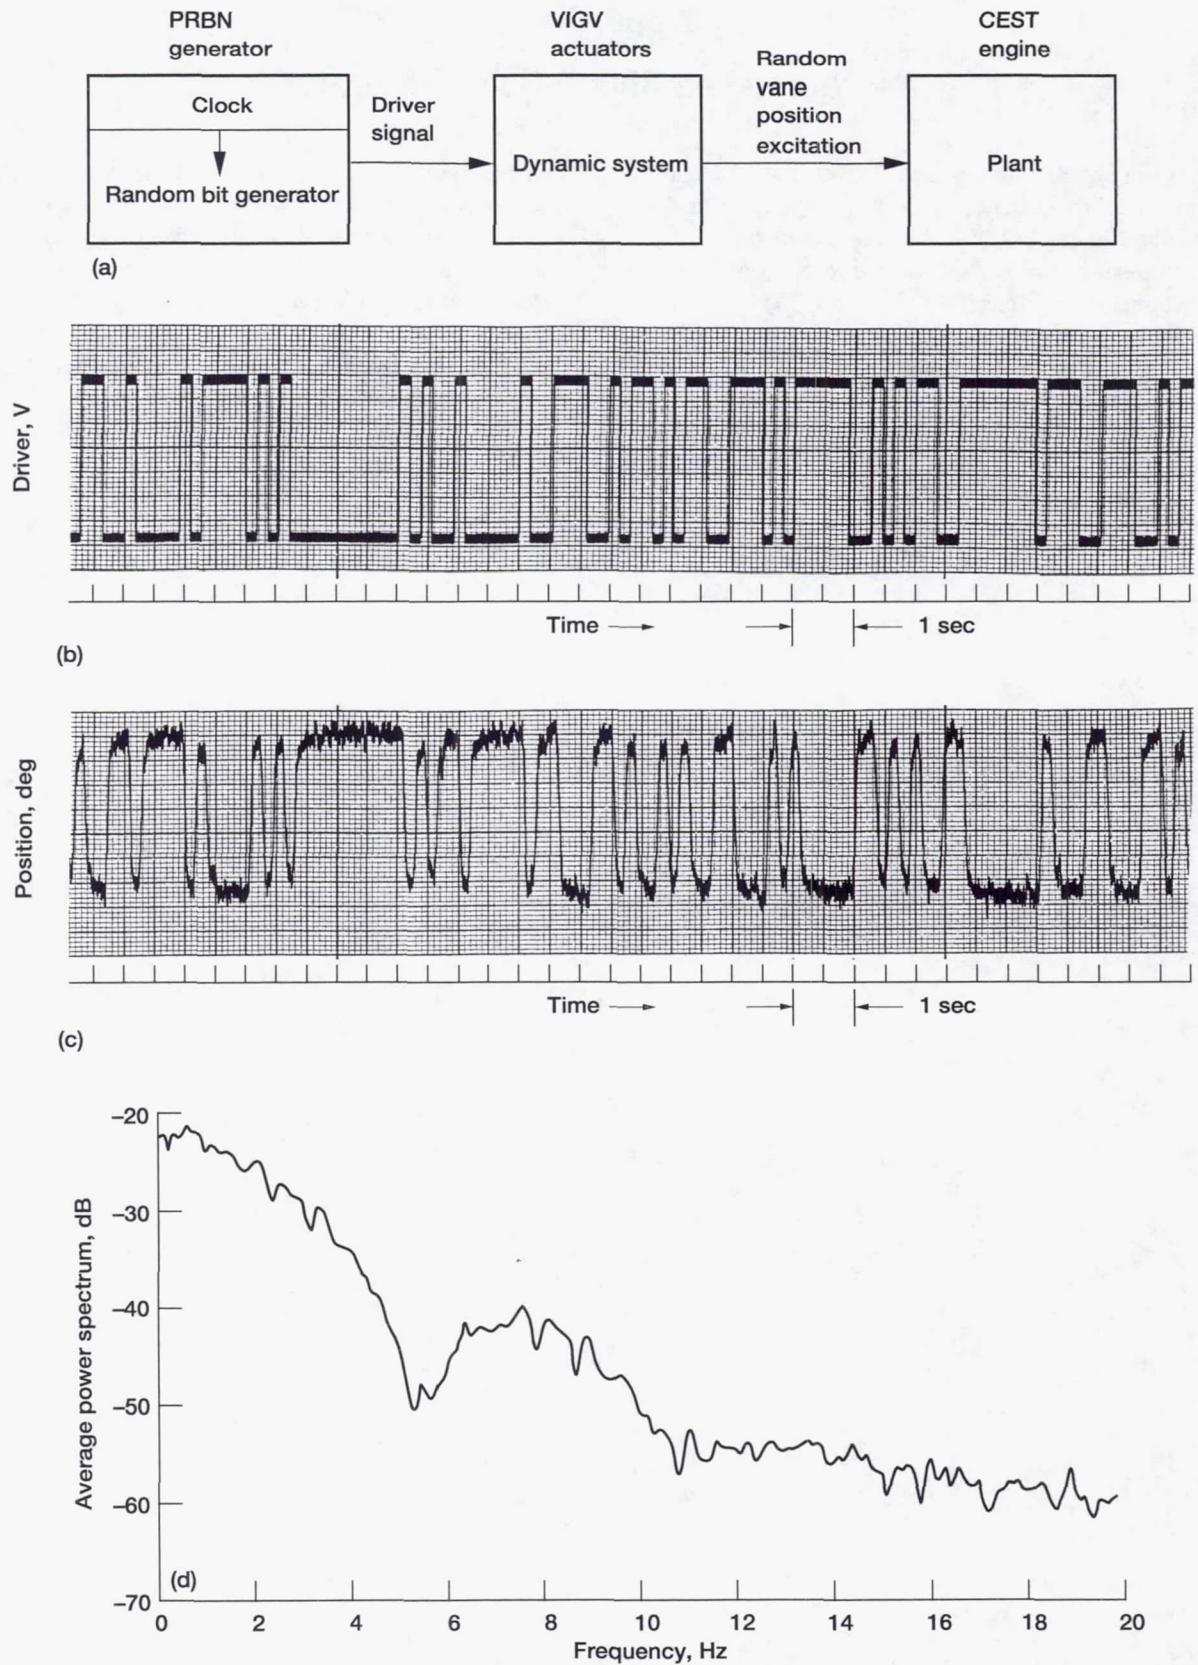 PRBN
generator
VIGV
actuators
CEST
engine
Clock
Random bit generator
Driver
signal
Dynamic system
Random
vane
position
excitation
Plant
(a)
Driver, V
Time
1 sec
(b)
Position, deg
Time
1 sec
(c)
Average power spectrum, dB
–20
–30
–40
–50
–60
–70
(d)
0 2 4 6 8 10 12 14 16 18 20
Frequency, Hz